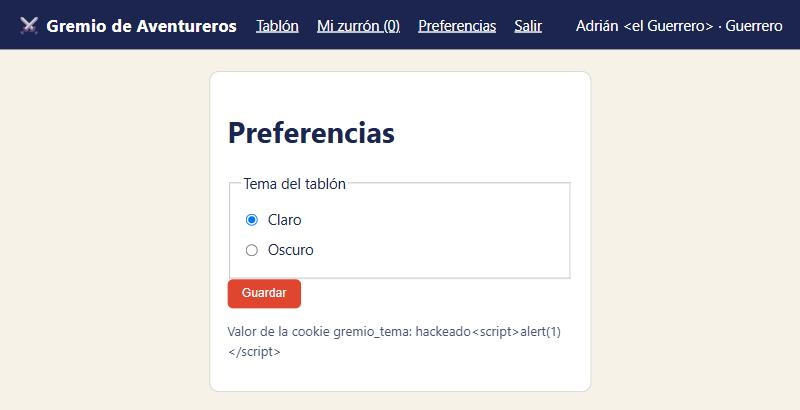 Gremio de Aventureros Tablón Mi zurrón (0) Preferencias Salir Adrián <el Guerrero> · Guerrero
Preferencias
Tema del tablón
Claro
Oscuro
Guardar
Valor de la cookie gremio_tema: hackeado<script>alert(1)
</script>